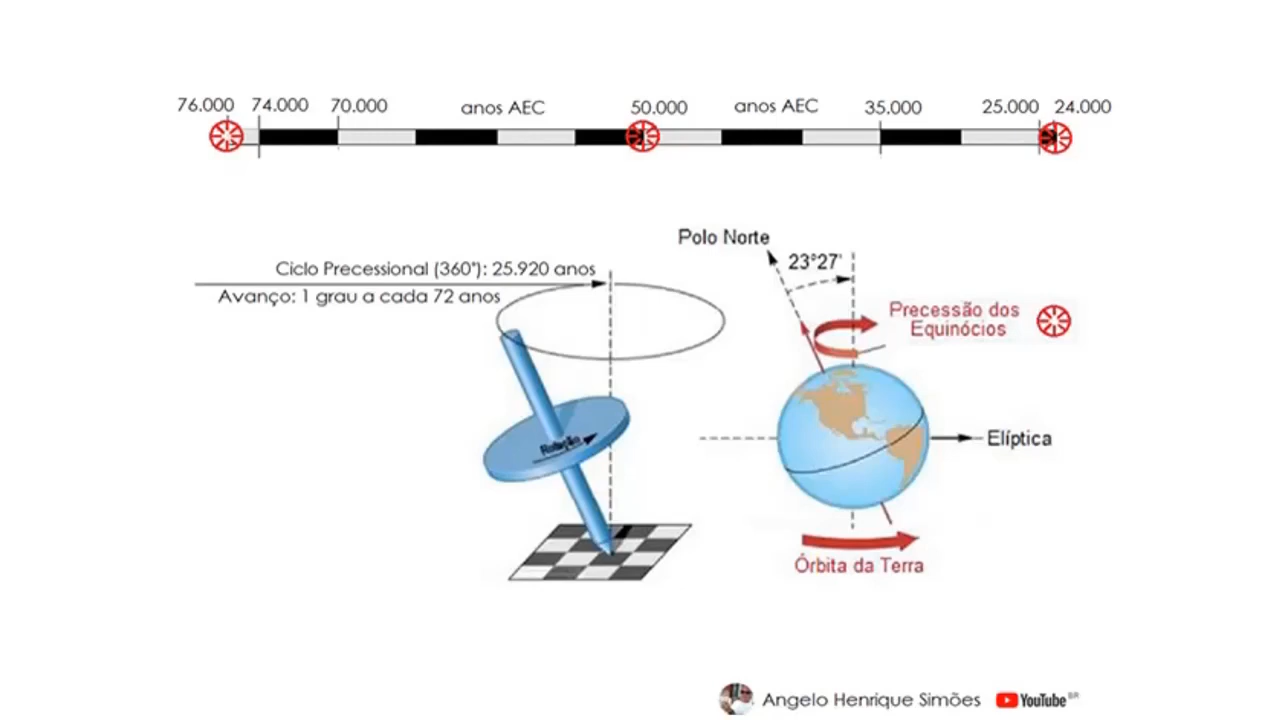 76.000 74.000 70.000 anos AEC 50.000 anos AEC 35.000 25.000 24.000
Polo Norte
23°27'
Ciclo Precessional (360°): 25.920 anos
Avanço: 1 grau a cada 72 anos
Precessão dos
Equinócios
Rotação
Elíptica
Órbita da Terra
Angelo Henrique Simões YouTube BR